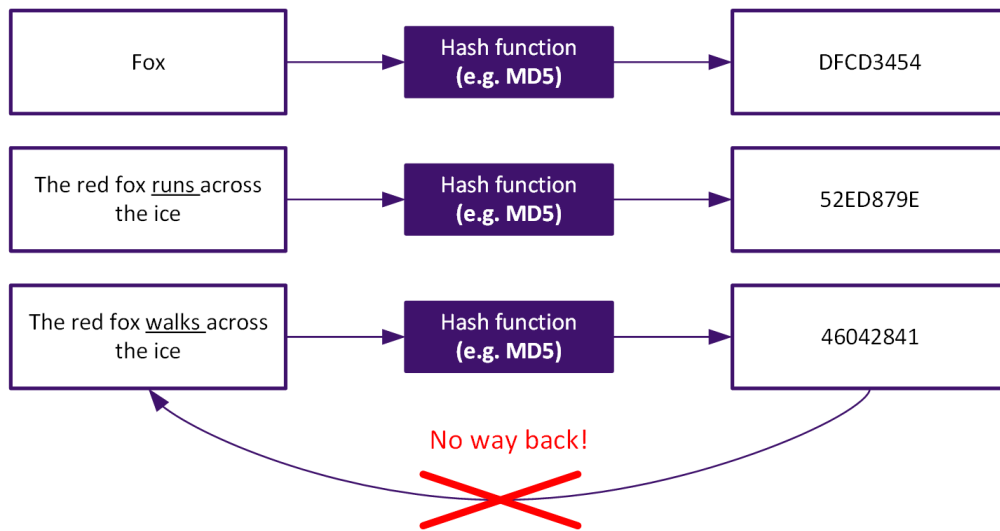 Fox
Hash function
(e.g. MD5)
DFCD3454
The red fox runs across
the ice
Hash function
(e.g. MD5)
52ED879E
The red fox walks across
the ice
Hash function
(e.g. MD5)
46042841
No way back!